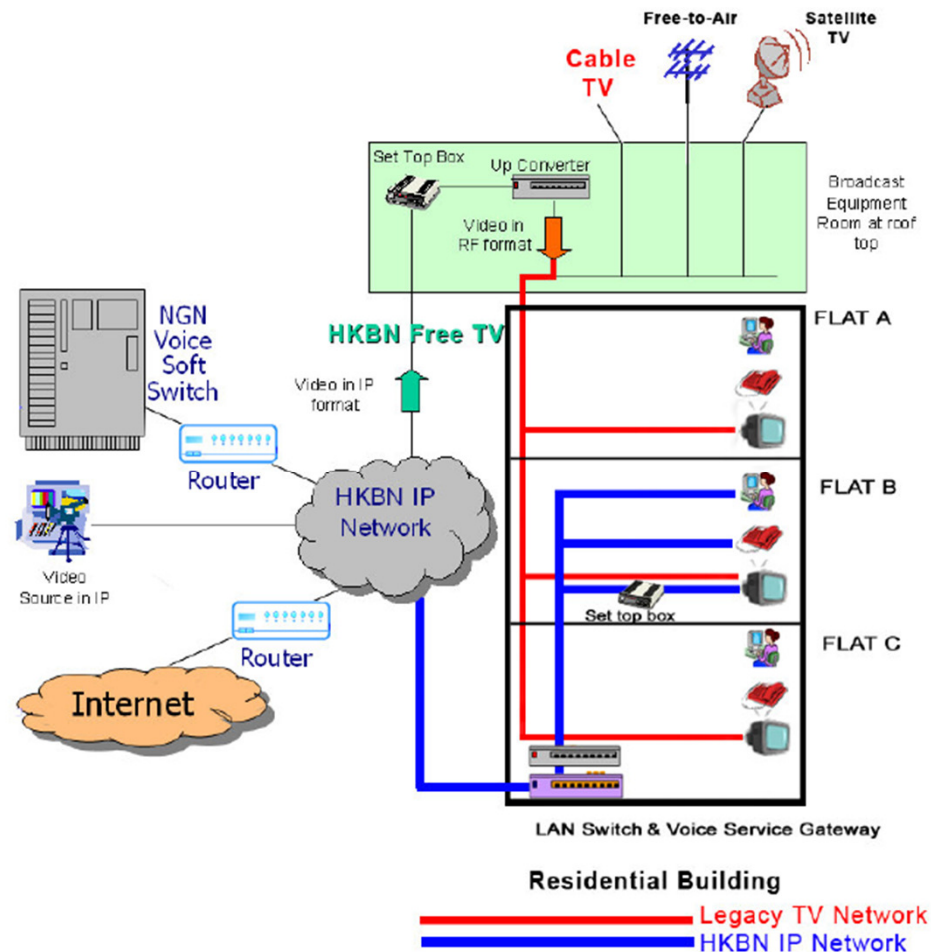 Free-to-Air
Satellite
TV
Cable
TV
Set Top Box
Up Converter
Video in
RF format
Broadcast
Equipment
Room at roof
top
NGN
Voice
Soft
Switch
HKBN Free TV
Video in IP
format
Router
HKBN IP
Network
Video
Source in IP
Router
Internet
FLAT A
FLAT B
Set top box
FLAT C
LAN Switch & Voice Service Gateway
Residential Building
Legacy TV Network
HKBN IP Network